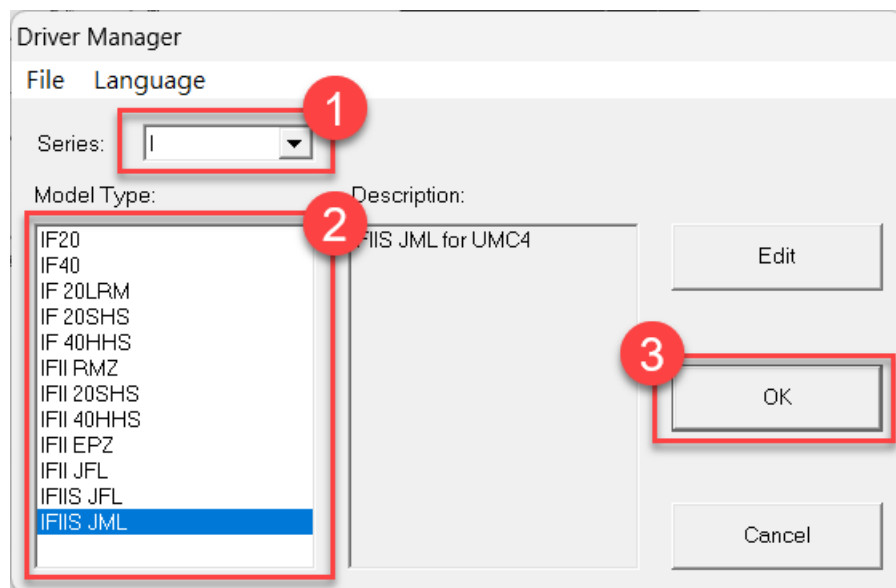 Driver Manager
File Language
1
Series: I
Model Type:
Description:
2
IF20
IF40
IF 20LRM
IF 20SHS
IF 40HHS
IFII RMZ
IFII 20SHS
IFII 40HHS
IFII EPZ
IFII JFL
IFIIS JFL
IFIIS JML
FIIS JML for UMC4
Edit
3
OK
Cancel